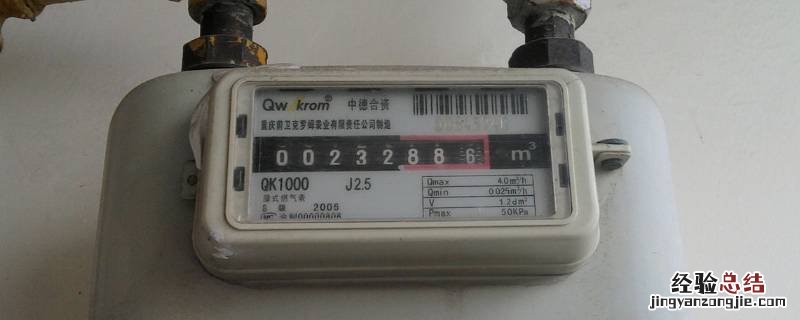 Qwkrom® 中德合资
重庆前卫克罗姆表业有限责任公司制造
00232886 m³
QK1000 J2.5
膜式燃气表
B 级 2005
Qmax 4.0m³/h
Qmin 0.025m³/h
V 1.2dm³
Pmax 50KPa
经验总结
jingyanzongjie.com